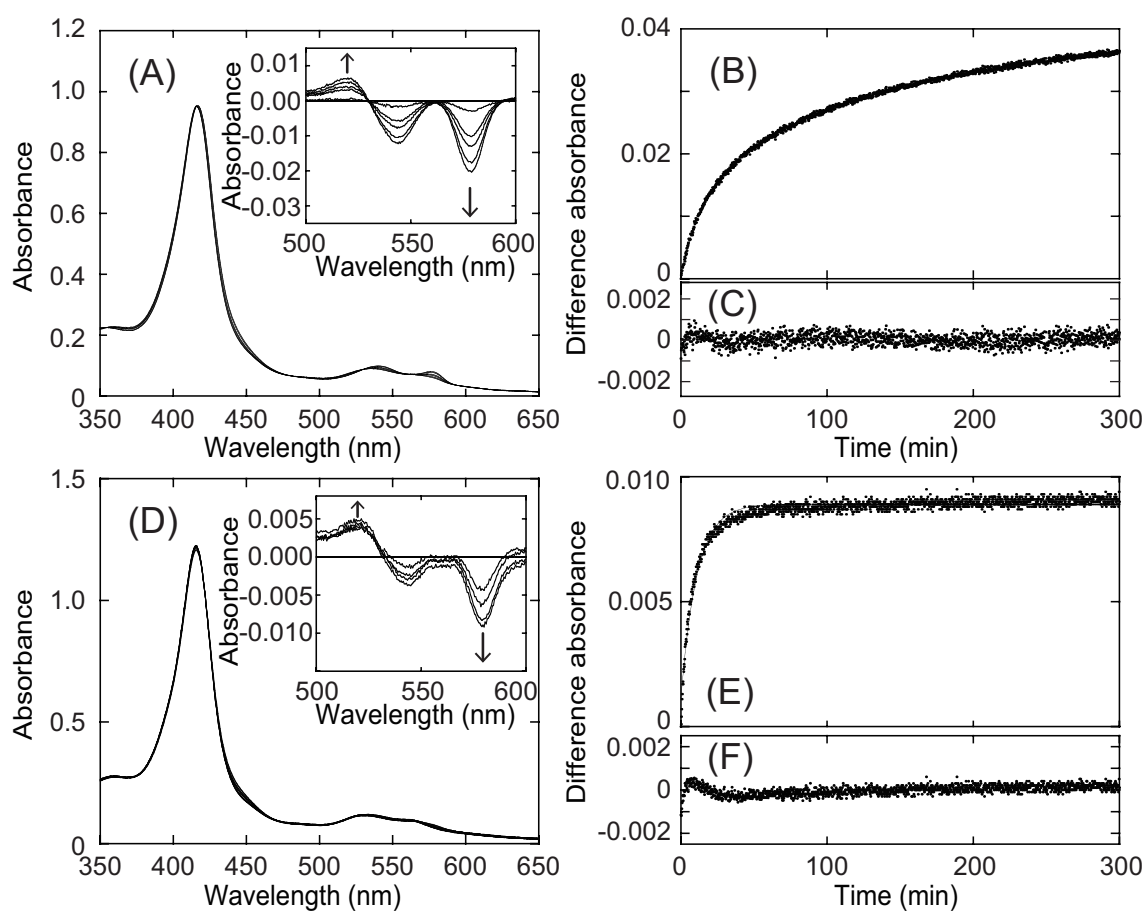 (A)
Absorbance
1.2
1.0
0.8
0.6
0.4
0.2
0
350 400 450 500 550 600 650
Wavelength (nm)
Absorbance
0.01
0.00
-0.01
-0.02
-0.03
500 550 600
Wavelength (nm)
(B)
Difference absorbance
0.04
0.02
0
(C)
0.002
0
-0.002
0 100 200 300
Time (min)
(D)
Absorbance
1.5
1.0
0.5
0
350 400 450 500 550 600 650
Wavelength (nm)
Absorbance
0.005
0.000
-0.005
-0.010
500 550 600
Wavelength (nm)
(E)
Difference absorbance
0.010
0.005
0
(F)
0.002
0
-0.002
0 100 200 300
Time (min)